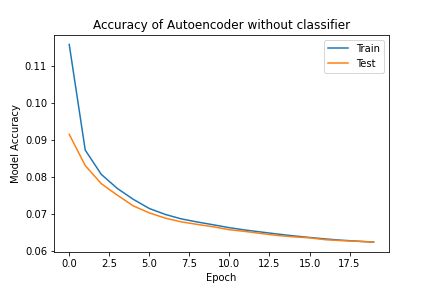 Accuracy of Autoencoder without classifier
Train
Test
Model Accuracy
0.11
0.10
0.09
0.08
0.07
0.06
0.0 2.5 5.0 7.5 10.0 12.5 15.0 17.5
Epoch